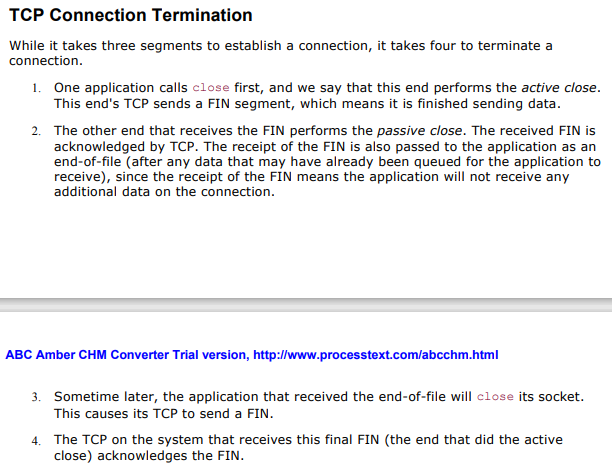 TCP Connection Termination
While it takes three segments to establish a connection, it takes four to terminate a
connection.
1. One application calls close first, and we say that this end performs the active close.
This end's TCP sends a FIN segment, which means it is finished sending data.
2. The other end that receives the FIN performs the passive close. The received FIN is
acknowledged by TCP. The receipt of the FIN is also passed to the application as an
end-of-file (after any data that may have already been queued for the application to
receive), since the receipt of the FIN means the application will not receive any
additional data on the connection.
ABC Amber CHM Converter Trial version, http://www.processtext.com/abcchm.html
3. Sometime later, the application that received the end-of-file will close its socket.
This causes its TCP to send a FIN.
4. The TCP on the system that receives this final FIN (the end that did the active
close) acknowledges the FIN.